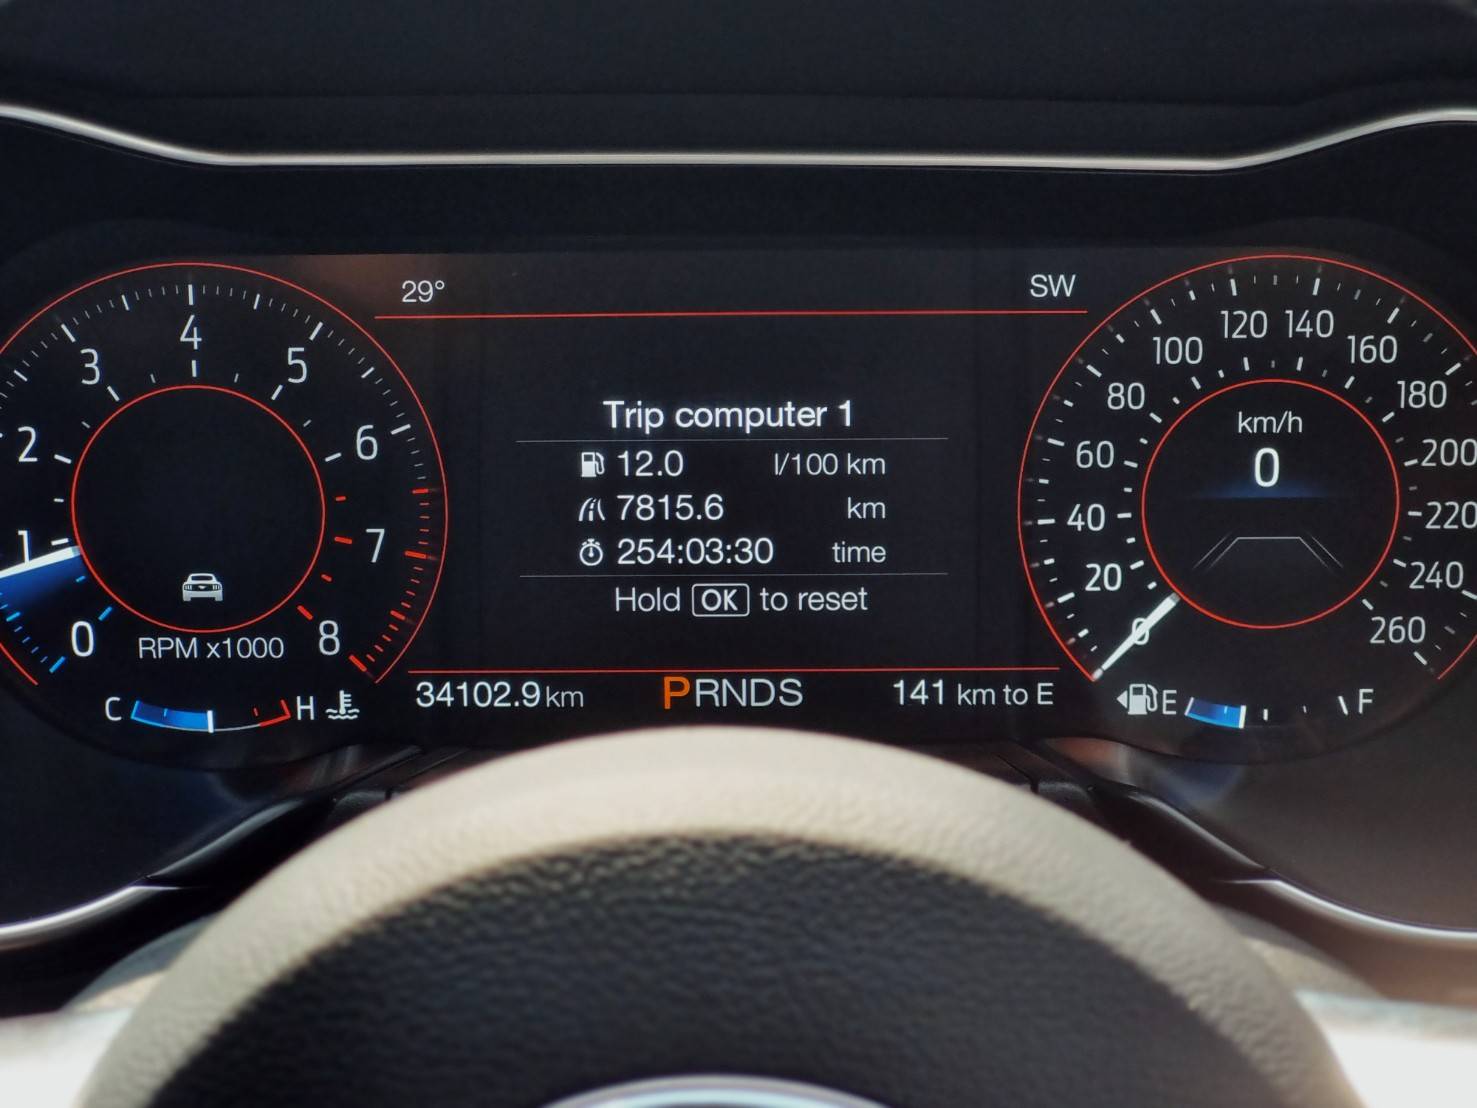 29°
SW
Trip computer 1
12.0 l/100 km
7815.6 km
254:03:30 time
Hold OK to reset
0
1
2
3
4
5
6
7
8
RPM x1000
C
H
0
20
40
60
80
100
120
140
160
180
200
220
240
260
km/h
0
34102.9 km
PRNDS
141 km to E
E
F